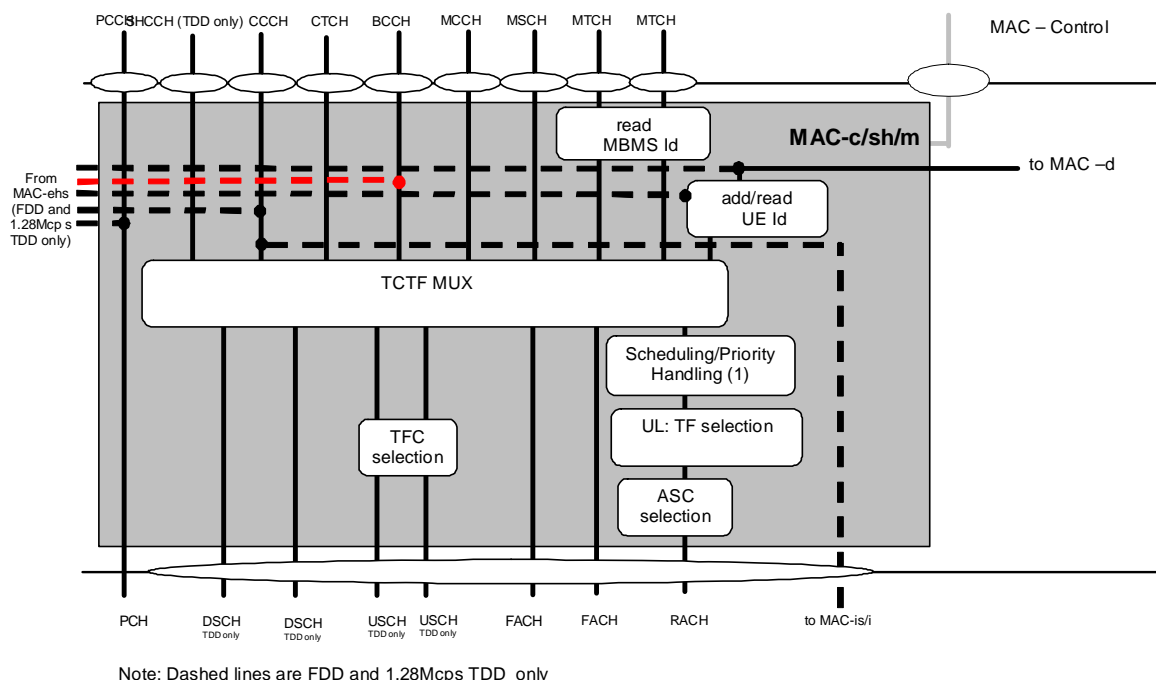 PCCH SHCCH (TDD only) CCCH CTCH BCCH MCCH MSCH MTCH MTCH
MAC – Control
read
MBMS Id
MAC-c/sh/m
From
MAC-ehs
(FDD and
1.28Mcp s
TDD only)
to MAC –d
add/read
UE Id
TCTF MUX
Scheduling/Priority
Handling (1)
UL: TF selection
TFC
selection
ASC
selection
PCH DSCH DSCH USCH USCH FACH FACH RACH to MAC-is/i
TDD only TDD only TDD only TDD only
Note: Dashed lines are FDD and 1.28Mcps TDD only